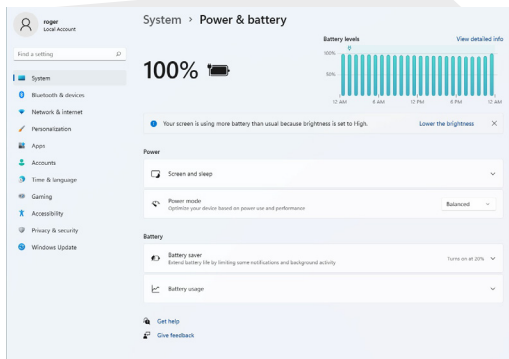 roger
Local Account
Find a setting
System
Bluetooth & devices
Network & internet
Personalization
Apps
Accounts
Time & language
Gaming
Accessibility
Privacy & security
Windows Update
System > Power & battery
100%
Battery levels
View detailed info
100%
50%
12 AM 6 AM 12 PM 6 PM 12 AM
Your screen is using more battery than usual because brightness is set to High.
Lower the brightness
Power
Screen and sleep
Power mode
Optimize your device based on power use and performance
Balanced
Battery
Battery saver
Extend battery life by limiting some notifications and background activity
Turns on at 20%
Battery usage
Get help
Give feedback